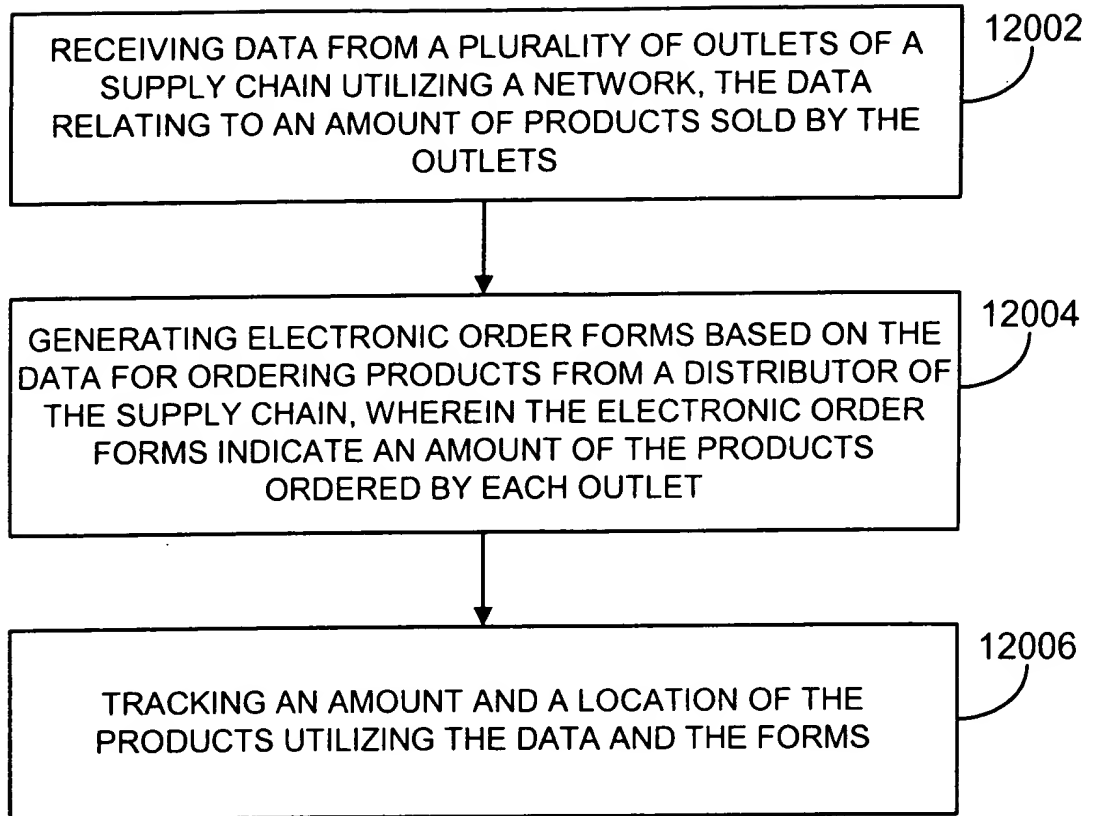 RECEIVING DATA FROM A PLURALITY OF OUTLETS OF A
SUPPLY CHAIN UTILIZING A NETWORK, THE DATA
RELATING TO AN AMOUNT OF PRODUCTS SOLD BY THE
OUTLETS
12002
GENERATING ELECTRONIC ORDER FORMS BASED ON THE
DATA FOR ORDERING PRODUCTS FROM A DISTRIBUTOR OF
THE SUPPLY CHAIN, WHEREIN THE ELECTRONIC ORDER
FORMS INDICATE AN AMOUNT OF THE PRODUCTS
ORDERED BY EACH OUTLET
12004
TRACKING AN AMOUNT AND A LOCATION OF THE
PRODUCTS UTILIZING THE DATA AND THE FORMS
12006